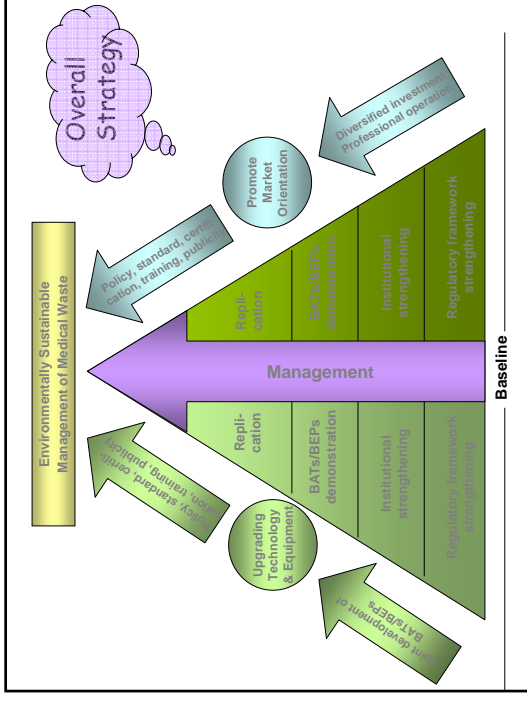 Overall
Strategy
Environmentally Sustainable
Management of Medical Waste
Policy, standard, certifi-
cation, training, publicity
Policy, standard, certifi-
cation, training, publicity
Upgrading
Technology
& Equipment
Promote
Market
Orientation
Joint development of
BATs/BEPs
Diversified investment
Professional operation
Management
Repli-
cation
BATs/BEPs
demonstration
Institutional
strengthening
Regulatory framework
strengthening
Repli-
cation
BATs/BEPs
demonstration
Institutional
strengthening
Regulatory framework
strengthening
Baseline